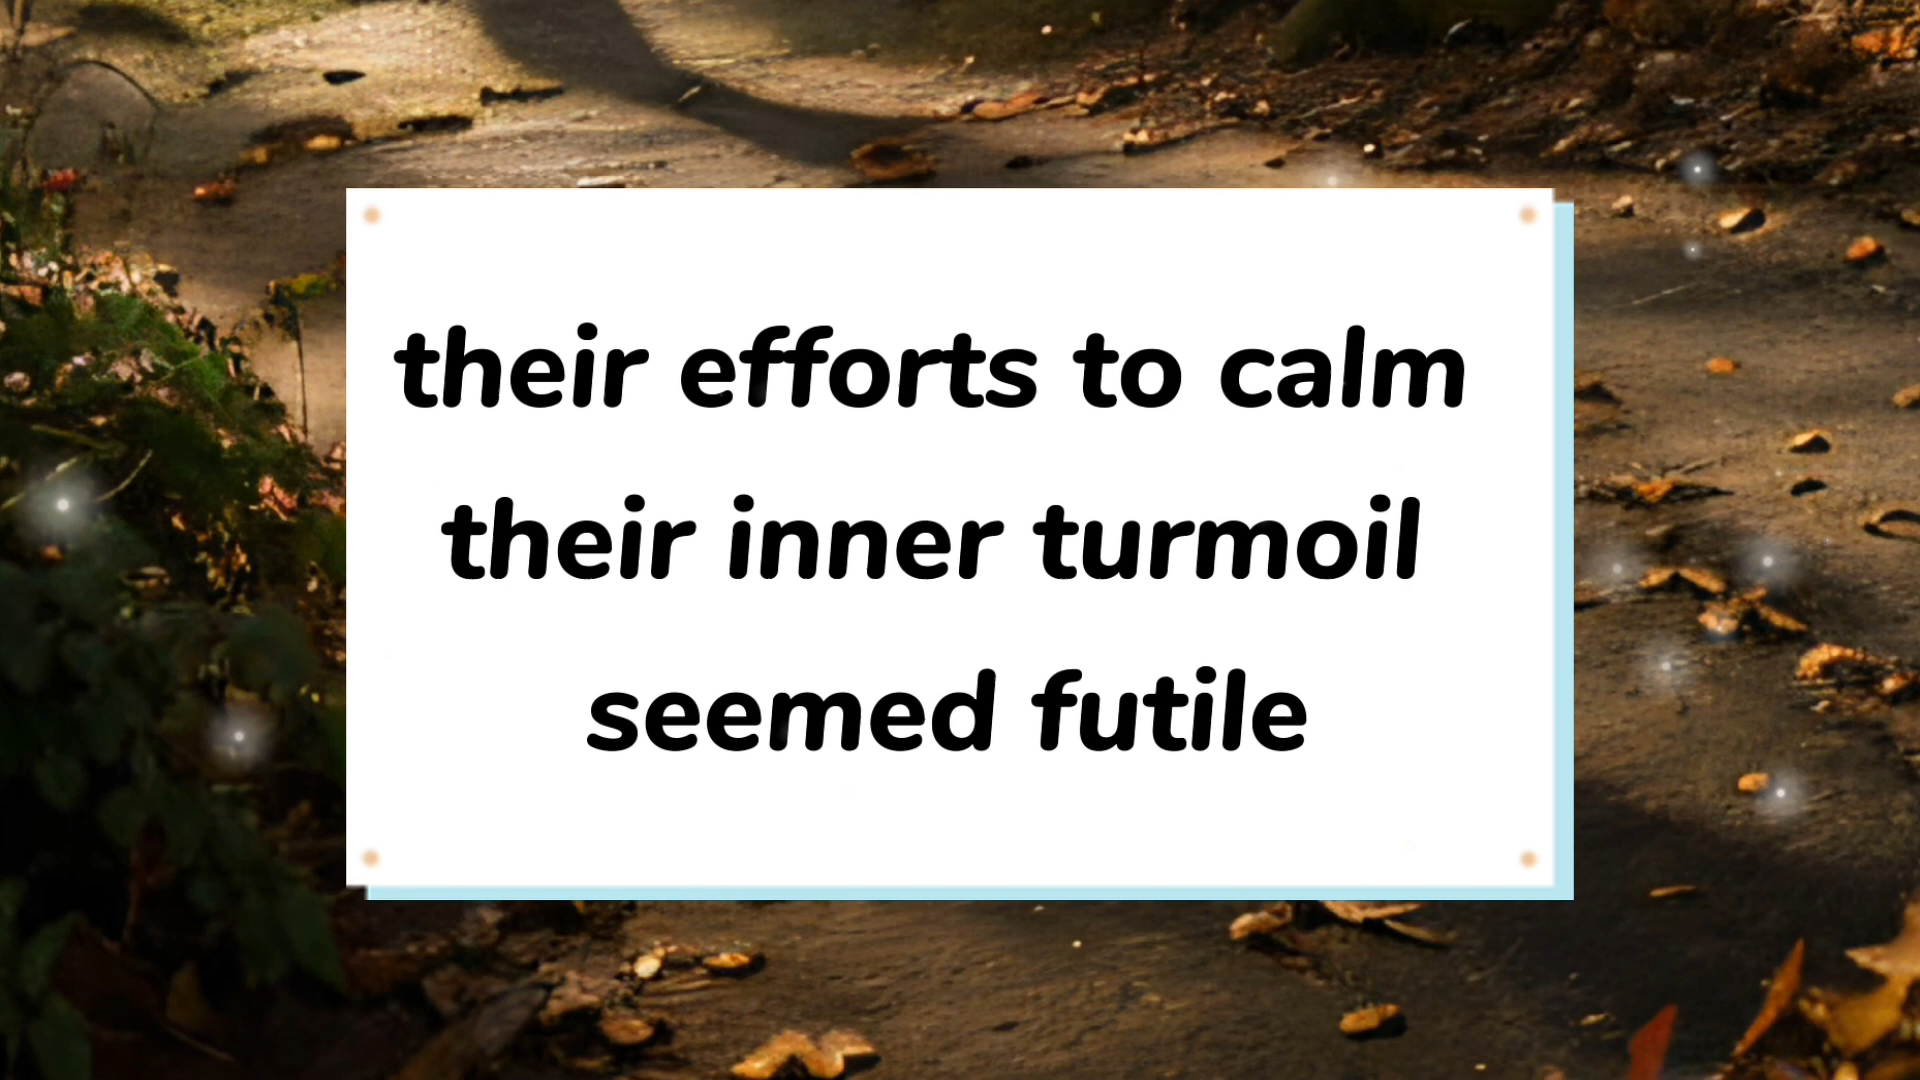 their efforts to calm
their inner turmoil
seemed futile